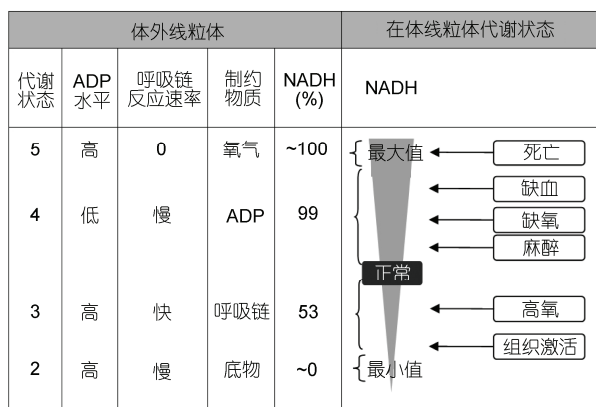 体外线粒体 在体线粒体代谢状态
代谢状态 ADP水平 呼吸链反应速率 制约物质 NADH(%) NADH
5 高 0 氧气 ~100 最大值 死亡
缺血
4 低 慢 ADP 99 缺氧
麻醉
正常
3 高 快 呼吸链 53 高氧
组织激活
2 高 慢 底物 ~0 最小值